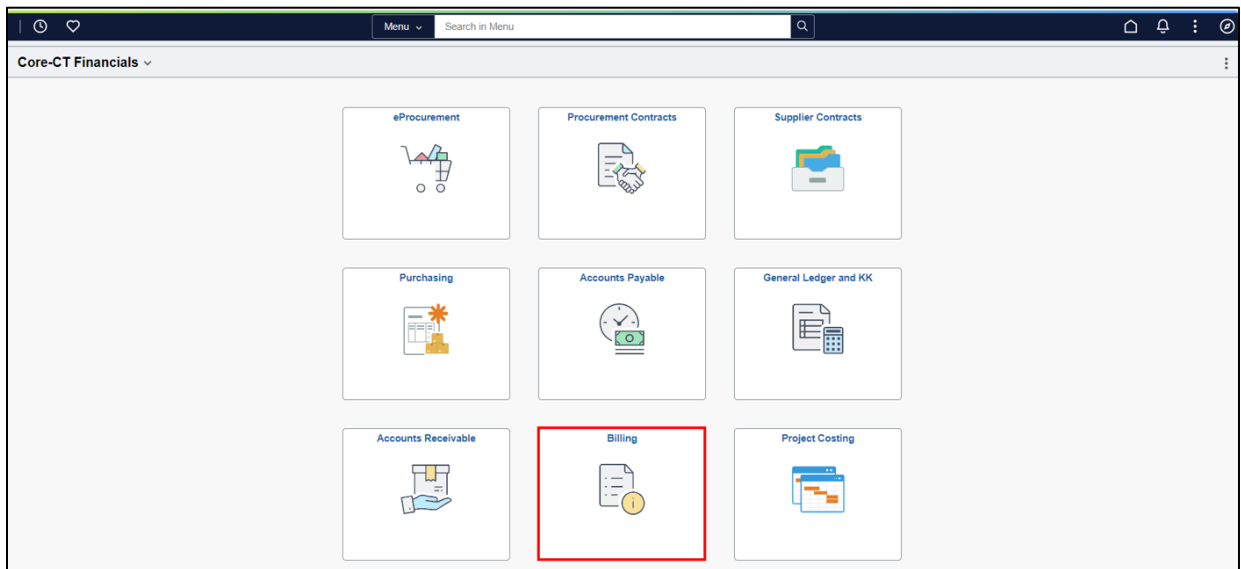 Menu
Search in Menu
Core-CT Financials
eProcurement
Procurement Contracts
Supplier Contracts
Purchasing
Accounts Payable
General Ledger and KK
Accounts Receivable
Billing
Project Costing